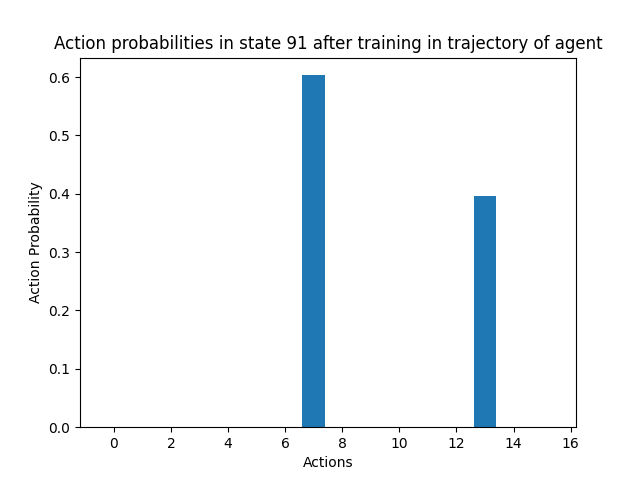 Action probabilities in state 91 after training in trajectory of agent
0.6
0.5
0.4
0.3
0.2
0.1
0.0
Action Probability
0 2 4 6 8 10 12 14 16
Actions